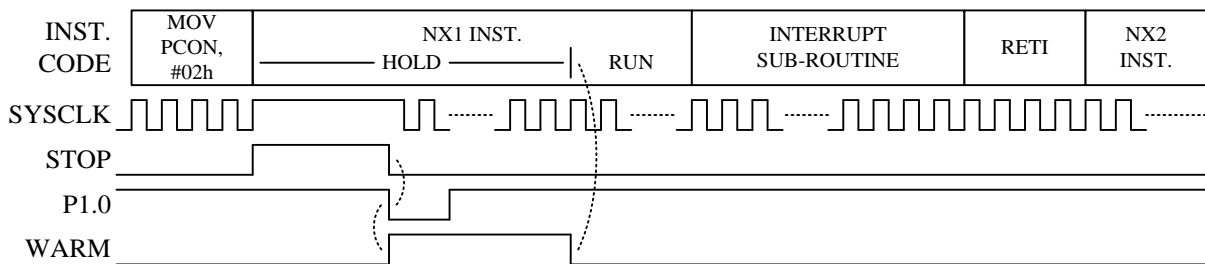 INST.
CODE
MOV
PCON,
#02h
NX1 INST.
HOLD
RUN
INTERRUPT
SUB-ROUTINE
RETI
NX2
INST.
SYSCLK
STOP
P1.0
WARM